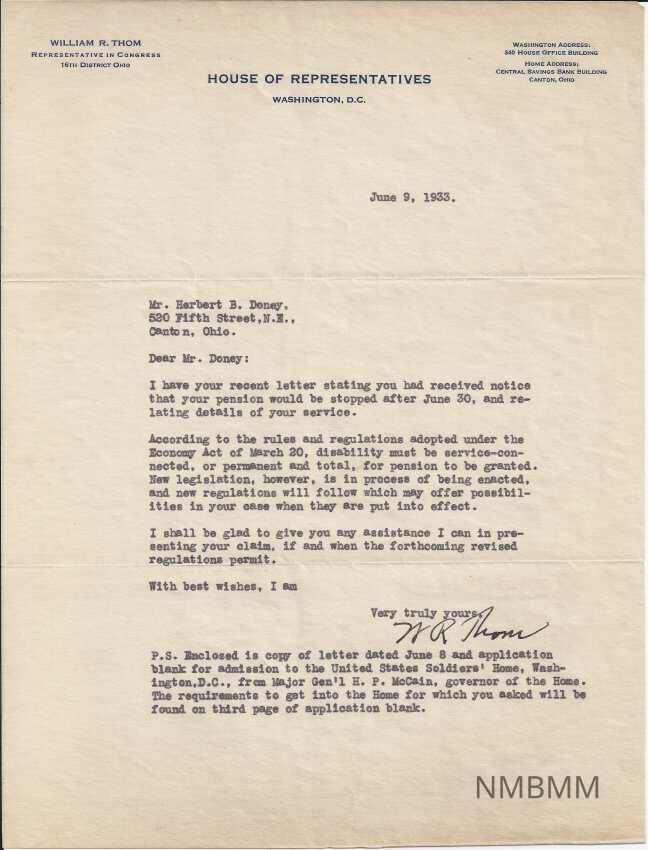 WILLIAM R. THOM
REPRESENTATIVE IN CONGRESS
16TH DISTRICT OHIO
WASHINGTON ADDRESS:
340 HOUSE OFFICE BUILDING
HOME ADDRESS:
CENTRAL SAVINGS BANK BUILDING
CANTON, OHIO
HOUSE OF REPRESENTATIVES
WASHINGTON, D.C.
June 9, 1933.
Mr. Herbert B. Doney,
520 Fifth Street,N.E.,
Canton, Ohio.
Dear Mr. Doney:
I have your recent letter stating you had received notice
that your pension would be stopped after June 30, and re-
lating details of your service.
According to the rules and regulations adopted under the
Economy Act of March 20, disability must be service-con-
nected, or permanent and total, for pension to be granted.
New legislation, however, is in process of being enacted,
and new regulations will follow which may offer possibil-
ities in your case when they are put into effect.
I shall be glad to give you any assistance I can in pre-
senting your claim, if and when the forthcoming revised
regulations permit.
With best wishes, I am
Very truly yours,
W R Thom
P.S. Enclosed is copy of letter dated June 8 and application
blank for admission to the United States Soldiers' Home, Wash-
ington,D.C., from Major Gen'l H. P. McCain, governor of the Home.
The requirements to get into the Home for which you asked will be
found on third page of application blank.
NMBMM